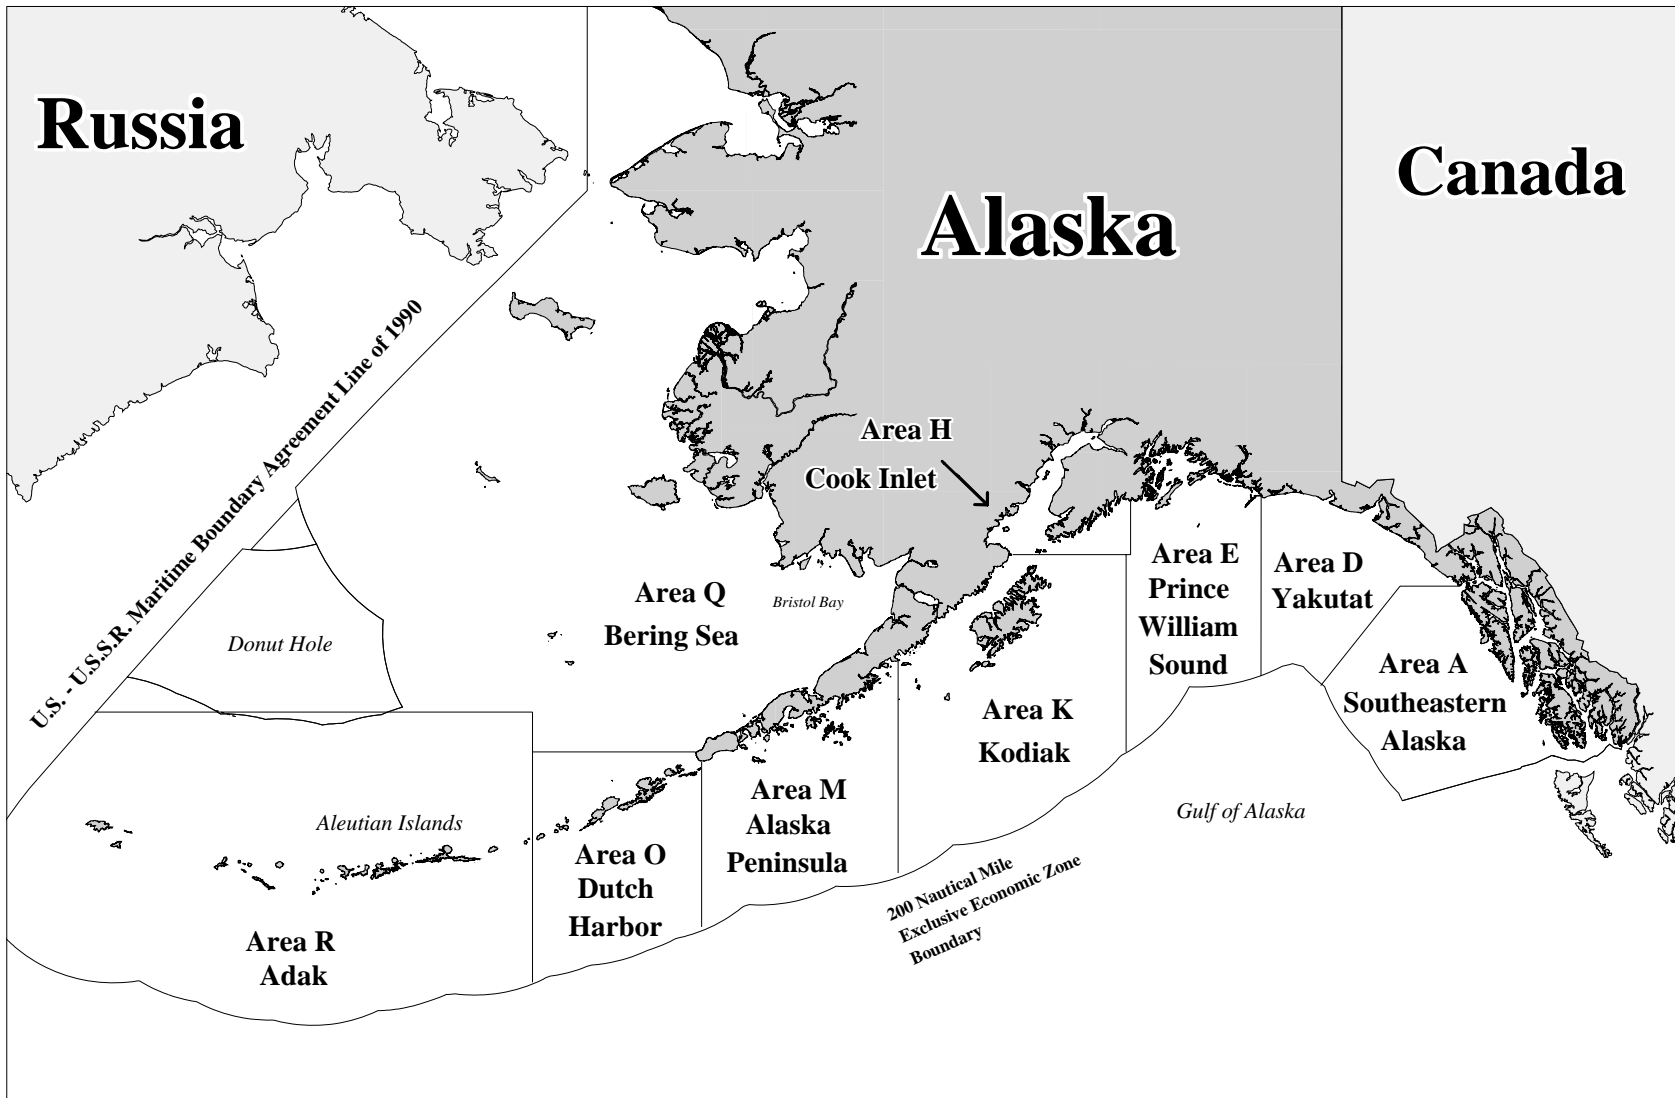 Russia
Canada
Alaska
U.S. - U.S.S.R. Maritime Boundary Agreement Line of 1990
Area H
Cook Inlet
Area E
Prince
William
Sound
Area D
Yakutat
Area Q
Bering Sea
Bristol Bay
Donut Hole
Area A
Southeastern
Alaska
Area K
Kodiak
Area M
Alaska
Peninsula
Gulf of Alaska
Aleutian Islands
Area O
Dutch
Harbor
200 Nautical Mile
Exclusive Economic Zone
Boundary
Area R
Adak